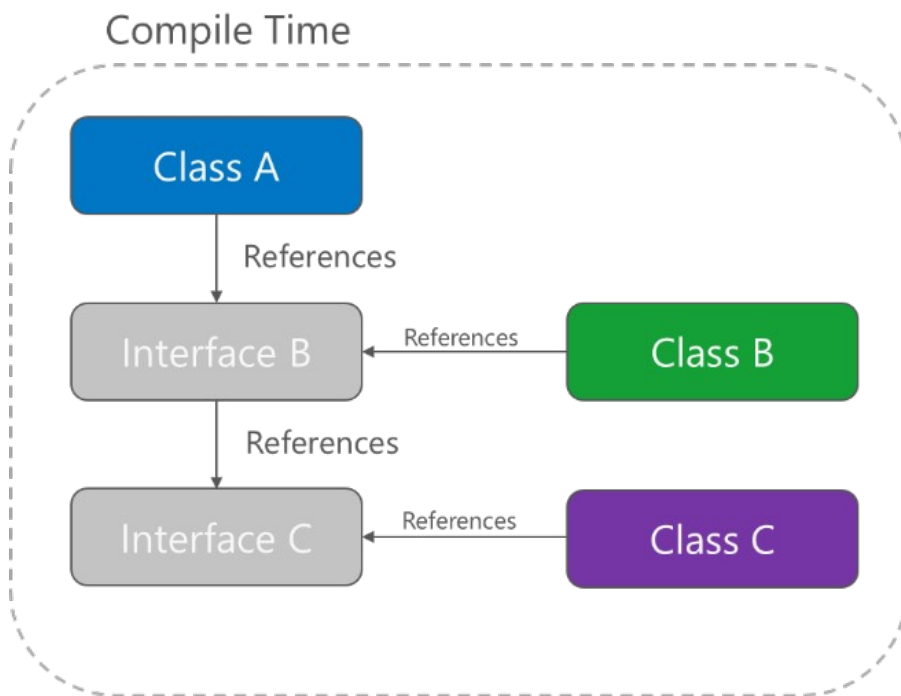 Compile Time
Class A
References
Interface B
References
Class B
References
Interface C
References
Class C